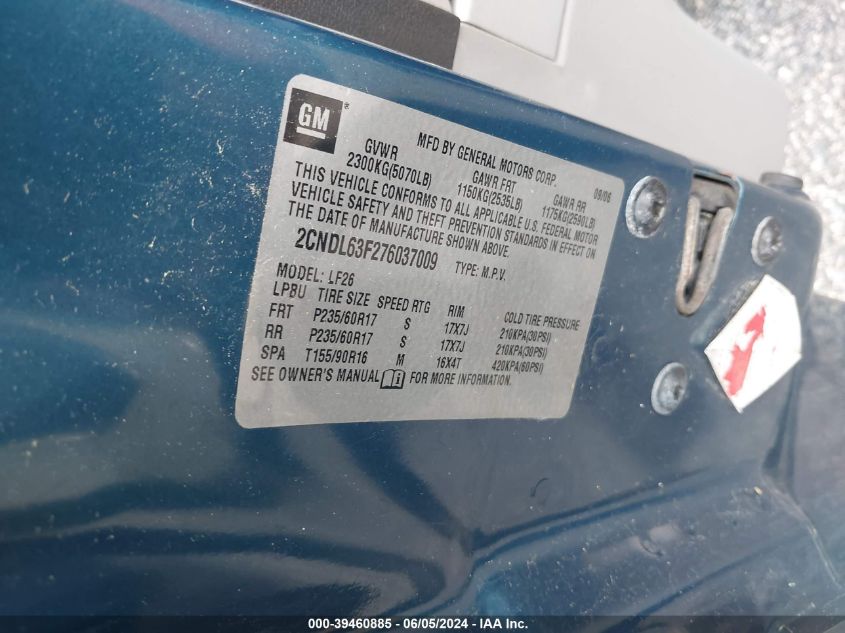 GM
MFD BY GENERAL MOTORS CORP. 09/06
GVWR GAWR FRT GAWR RR
2300KG(5070LB) 1150KG(2535LB) 1175KG(2590LB)
THIS VEHICLE CONFORMS TO ALL APPLICABLE U.S. FEDERAL MOTOR
VEHICLE SAFETY AND THEFT PREVENTION STANDARDS IN EFFECT ON
THE DATE OF MANUFACTURE SHOWN ABOVE.
2CNDL63F276037009 TYPE: M.P.V.
MODEL: LF26
LPBU TIRE SIZE SPEED RTG RIM COLD TIRE PRESSURE
FRT P235/60R17 S 17X7J 210KPA(30PSI)
RR P235/60R17 S 17X7J 210KPA(30PSI)
SPA T155/90R16 M 16X4T 420KPA(60PSI)
SEE OWNER'S MANUAL FOR MORE INFORMATION.
000-39460885 - 06/05/2024 - IAA Inc.